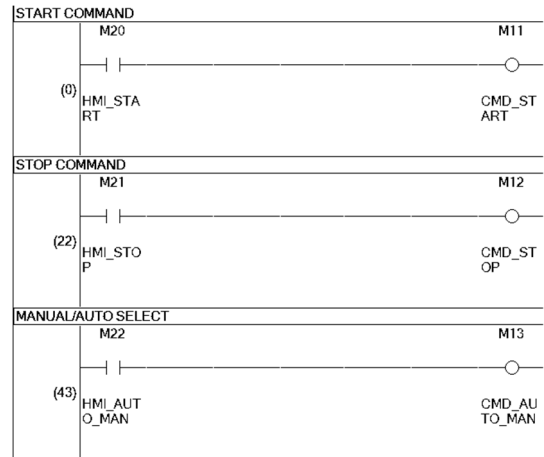 START COMMAND
M20 M11
(0)
HMI_STA CMD_ST
RT ART
STOP COMMAND
M21 M12
(22)
HMI_STO CMD_ST
P OP
MANUAL/AUTO SELECT
M22 M13
(43)
HMI_AUT CMD_AU
O_MAN TO_MAN